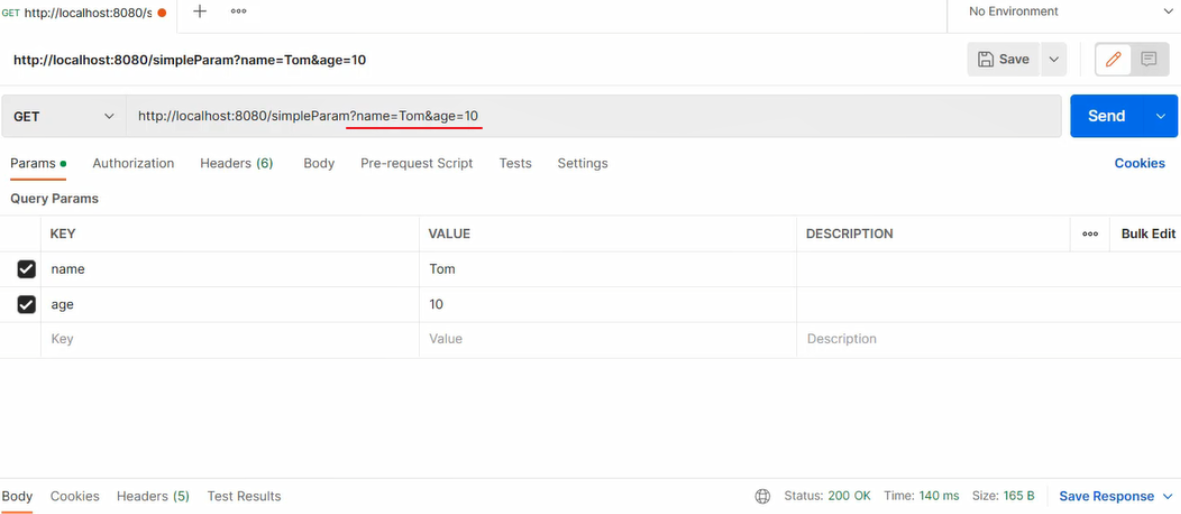 GET http://localhost:8080/s No Environment
http://localhost:8080/simpleParam?name=Tom&age=10 Save
GET http://localhost:8080/simpleParam?name=Tom&age=10 Send
Params Authorization Headers (6) Body Pre-request Script Tests Settings Cookies
Query Params
KEY VALUE DESCRIPTION Bulk Edit
name Tom
age 10
Key Value Description
Body Cookies Headers (5) Test Results Status: 200 OK Time: 140 ms Size: 165 B Save Response